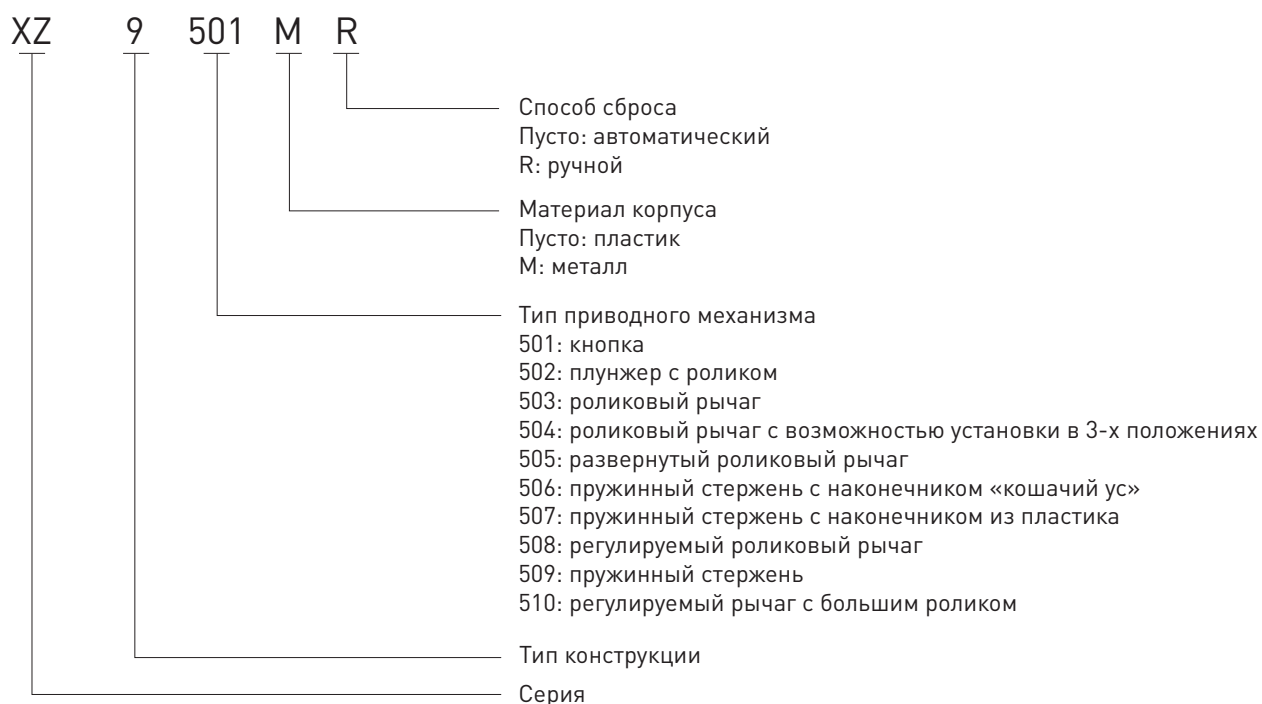 XZ 9 501 M R
Способ сброса
Пусто: автоматический
R: ручной
Материал корпуса
Пусто: пластик
М: металл
Тип приводного механизма
501: кнопка
502: плунжер с роликом
503: роликовый рычаг
504: роликовый рычаг с возможностью установки в 3-х положениях
505: развернутый роликовый рычаг
506: пружинный стержень с наконечником «кошачий ус»
507: пружинный стержень с наконечником из пластика
508: регулируемый роликовый рычаг
509: пружинный стержень
510: регулируемый рычаг с большим роликом
Тип конструкции
Серия